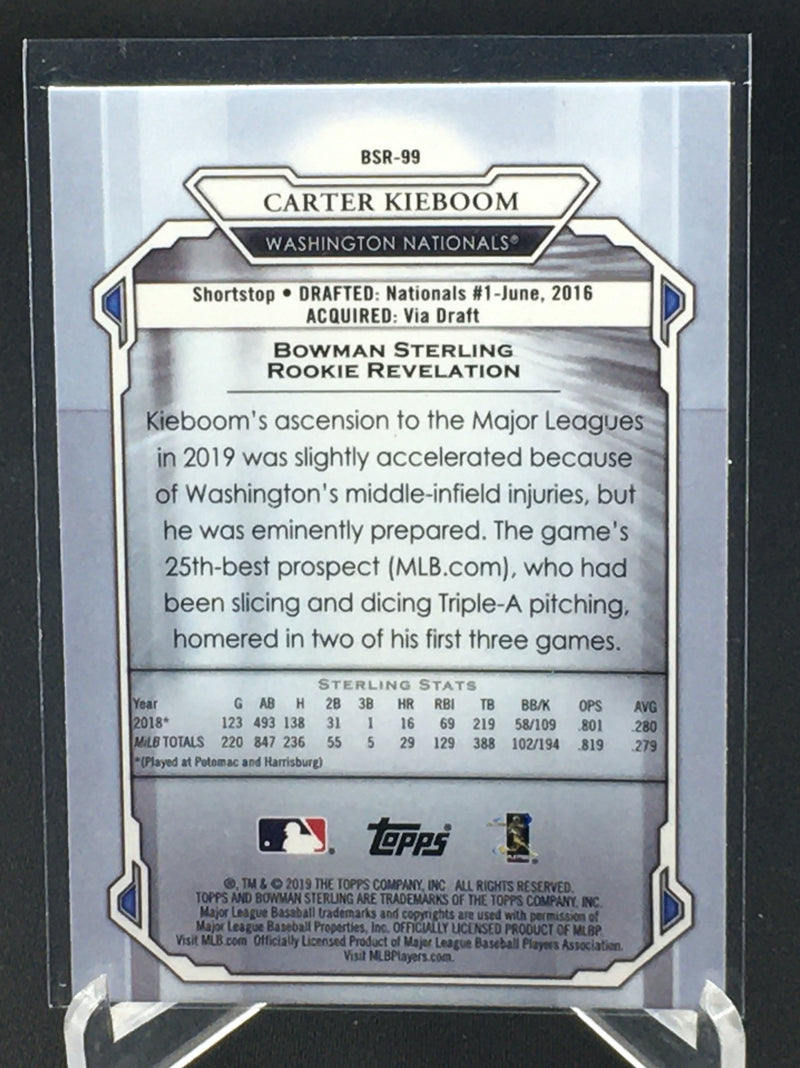 BSR-99
CARTER KIEBOOM
WASHINGTON NATIONALS®
Shortstop • DRAFTED: Nationals #1-June, 2016
ACQUIRED: Via Draft
BOWMAN STERLING
ROOKIE REVELATION
Kieboom's ascension to the Major Leagues
in 2019 was slightly accelerated because
of Washington's middle-infield injuries, but
he was eminently prepared. The game's
25th-best prospect (MLB.com), who had
been slicing and dicing Triple-A pitching,
homered in two of his first three games.
STERLING STATS
Year G AB H 2B 3B HR RBI TB BB/K OPS AVG
2018* 123 493 138 31 1 16 69 219 58/109 .801 .280
MiLB TOTALS 220 847 236 55 5 29 129 388 102/194 .819 .279
*(Played at Potomac and Harrisburg)
topps®
®, TM & © 2019 THE TOPPS COMPANY, INC. ALL RIGHTS RESERVED.
TOPPS AND BOWMAN STERLING ARE TRADEMARKS OF THE TOPPS COMPANY, INC.
Major League Baseball trademarks and copyrights are used with permission of
Major League Baseball Properties, Inc. OFFICIALLY LICENSED PRODUCT OF MLBP.
Visit MLB.com Officially Licensed Product of Major League Baseball Players Association.
Visit MLBPlayers.com.